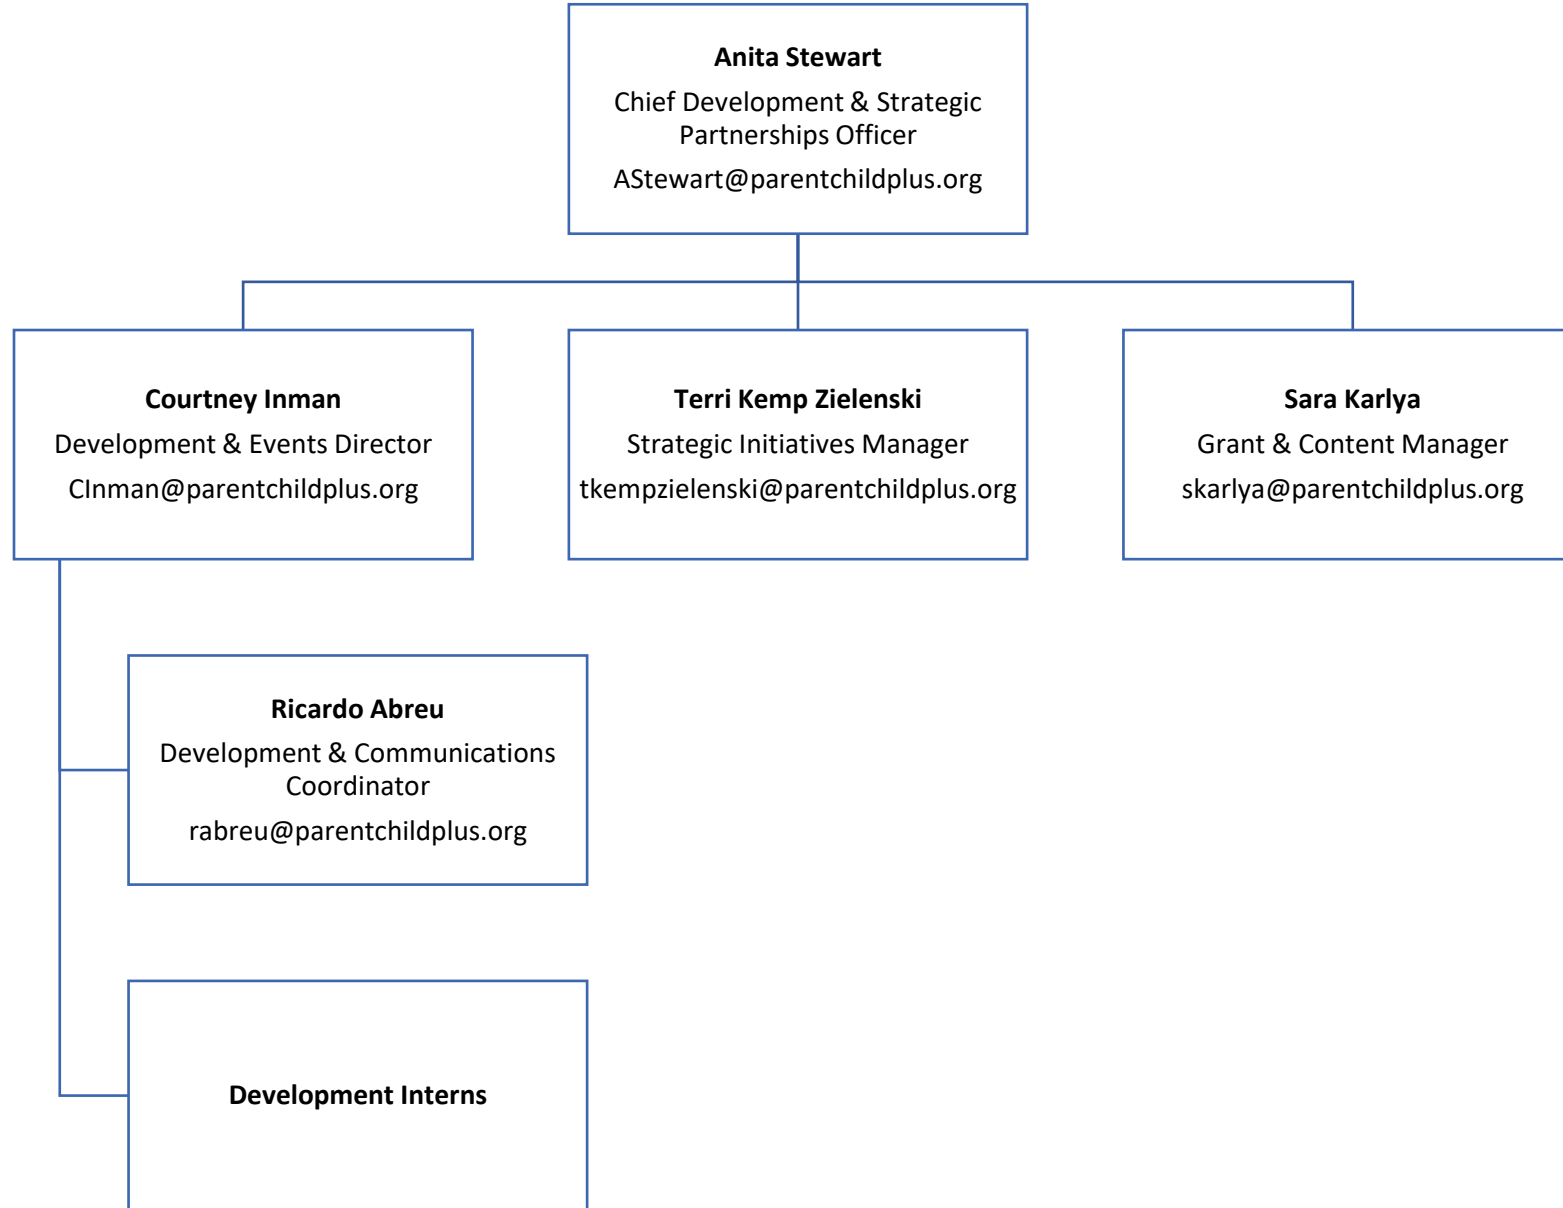 Anita Stewart
Chief Development & Strategic
Partnerships Officer
AStewart@parentchildplus.org
Courtney Inman
Development & Events Director
CInman@parentchildplus.org
Terri Kemp Zielenski
Strategic Initiatives Manager
tkempzielenski@parentchildplus.org
Sara Karlya
Grant & Content Manager
skarlya@parentchildplus.org
Ricardo Abreu
Development & Communications
Coordinator
rabreu@parentchildplus.org
Development Interns